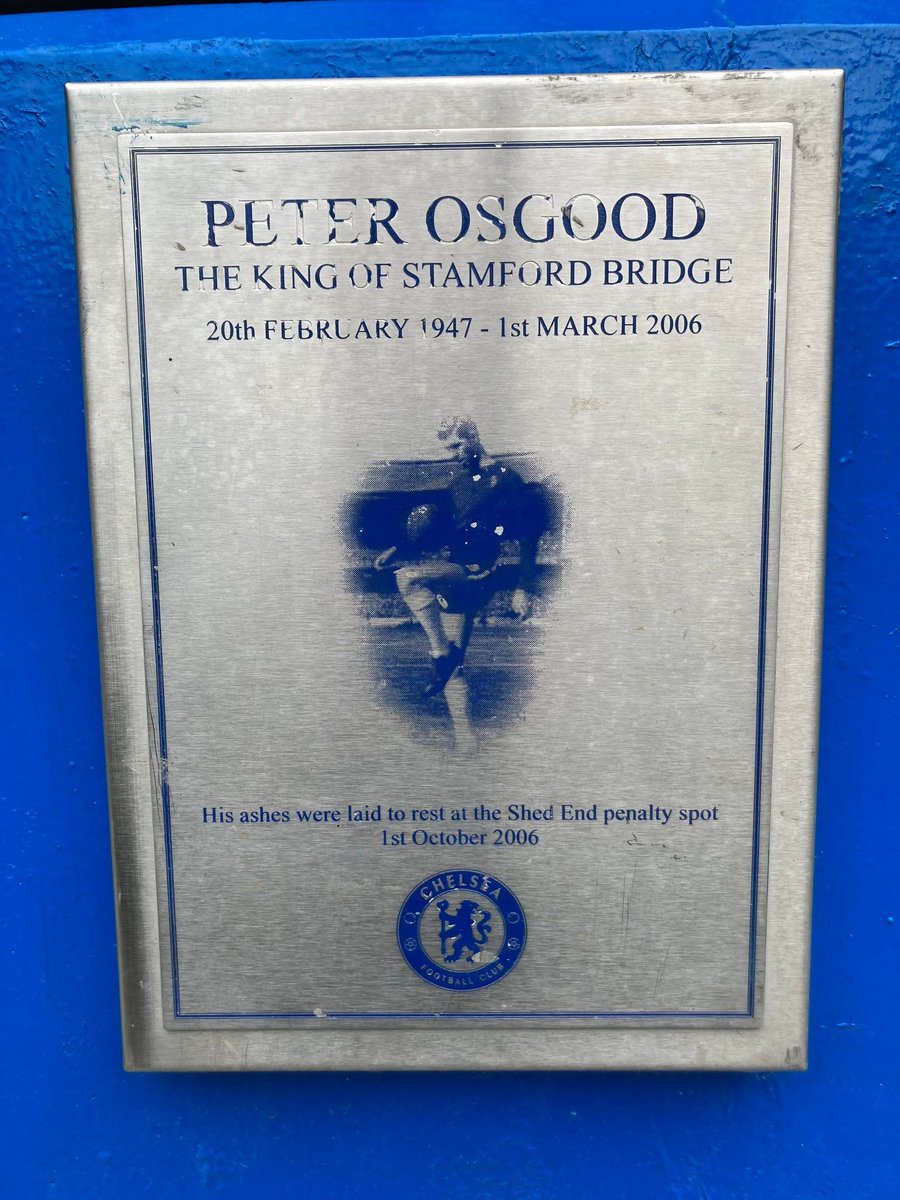 PETER OSGOOD
THE KING OF STAMFORD BRIDGE
20th FEBRUARY 1947 - 1st MARCH 2006
His ashes were laid to rest at the Shed End penalty spot
1st October 2006
CHELSEA
FOOTBALL CLUB